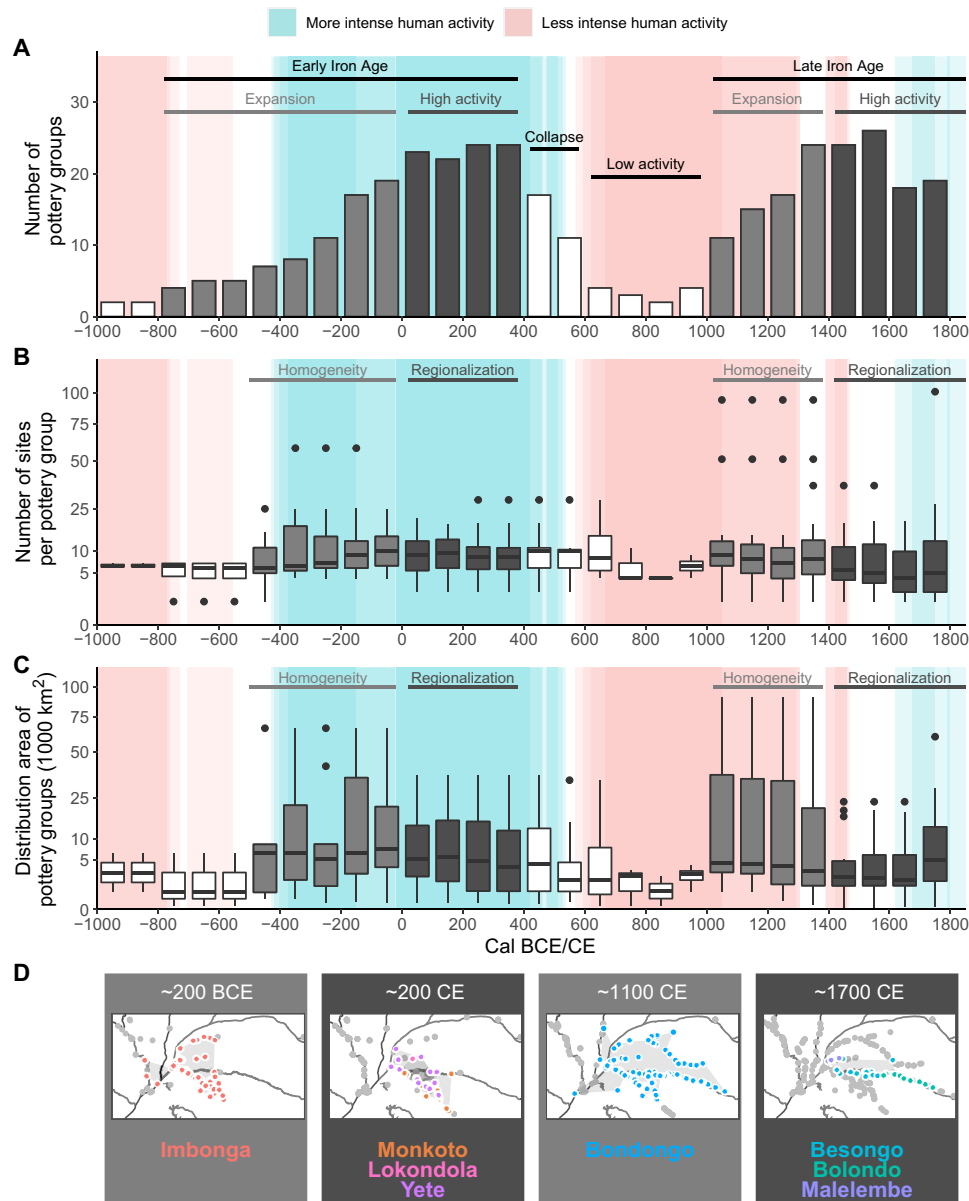 More intense human activity
Less intense human activity
A
Early Iron Age
Late Iron Age
Expansion
High activity
Expansion
High activity
Collapse
Low activity
Number of
pottery groups
30
20
10
0
−1000 −800 −600 −400 −200 0 200 400 600 800 1000 1200 1400 1600 1800
B
Homogeneity
Regionalization
Homogeneity
Regionalization
Number of sites
per pottery group
100
75
50
25
10
5
0
−1000 −800 −600 −400 −200 0 200 400 600 800 1000 1200 1400 1600 1800
C
Homogeneity
Regionalization
Homogeneity
Regionalization
Distribution area of
pottery groups (1000 km²)
100
75
50
25
10
5
0
−1000 −800 −600 −400 −200 0 200 400 600 800 1000 1200 1400 1600 1800
Cal BCE/CE
D
~200 BCE
Imbonga
~200 CE
Monkoto
Lokondola
Yete
~1100 CE
Bondongo
~1700 CE
Besongo
Bolondo
Malelembe